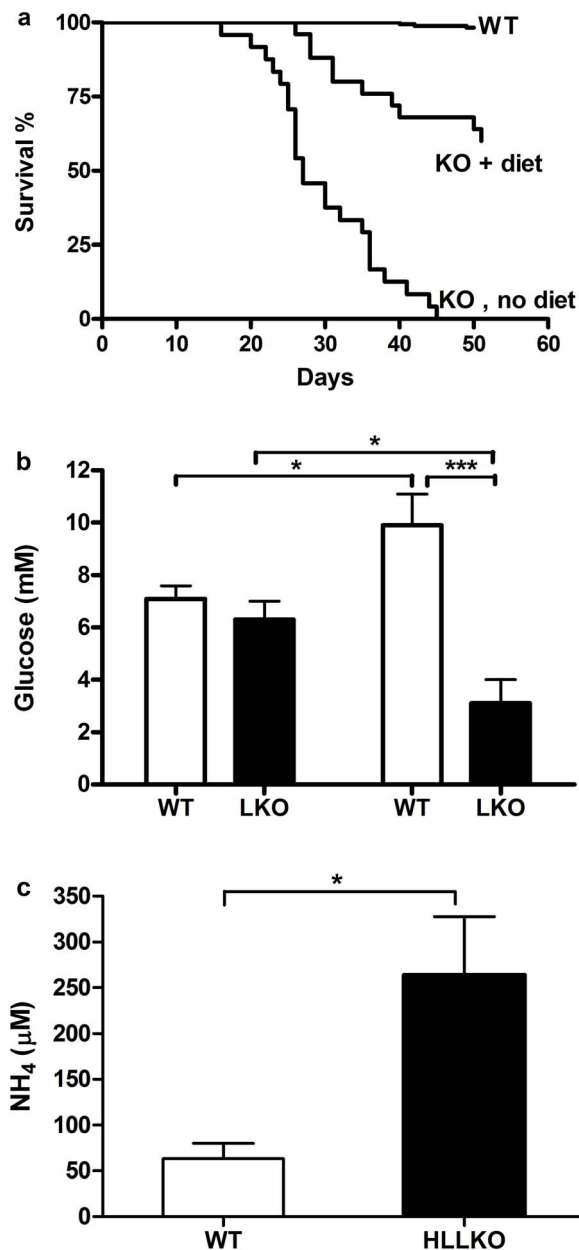 a
WT
KO + diet
KO , no diet
Survival %
100
75
50
25
0
0 10 20 30 40 50 60
Days
b
*
*
***
Glucose (mM)
12
10
8
6
4
2
0
WT LKO WT LKO
c
*
NH₄ (μM)
350
300
250
200
150
100
50
0
WT HLLKO